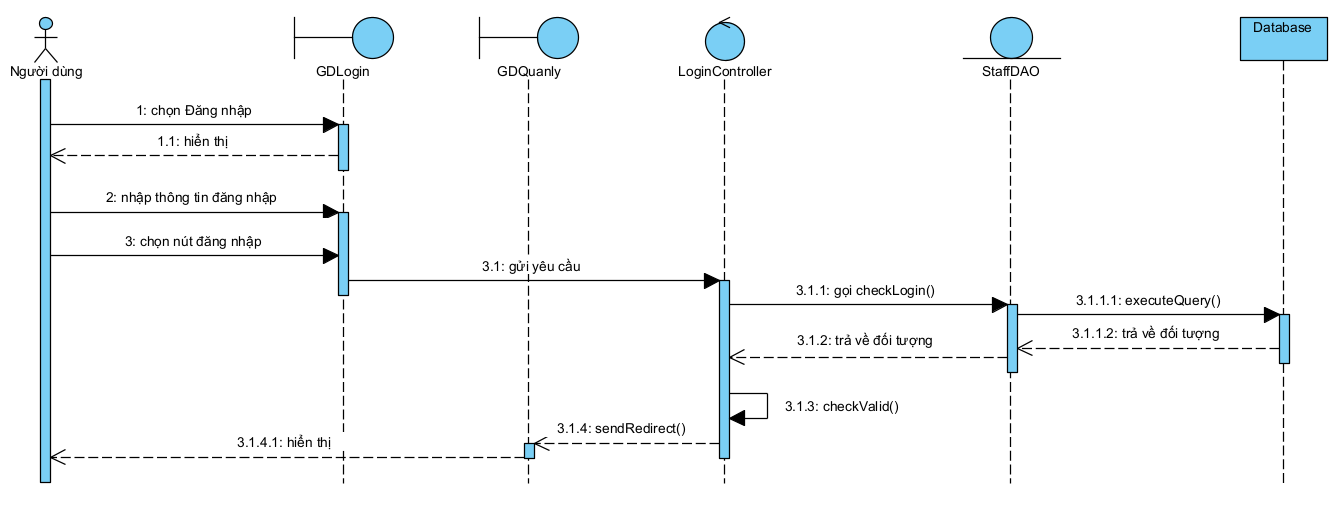 Người dùng
GDLogin
GDQuanly
LoginController
StaffDAO
Database
1: chọn Đăng nhập
1.1: hiển thị
2: nhập thông tin đăng nhập
3: chọn nút đăng nhập
3.1: gửi yêu cầu
3.1.1: gọi checkLogin()
3.1.1.1: executeQuery()
3.1.1.2: trả về đối tượng
3.1.2: trả về đối tượng
3.1.3: checkValid()
3.1.4: sendRedirect()
3.1.4.1: hiển thị